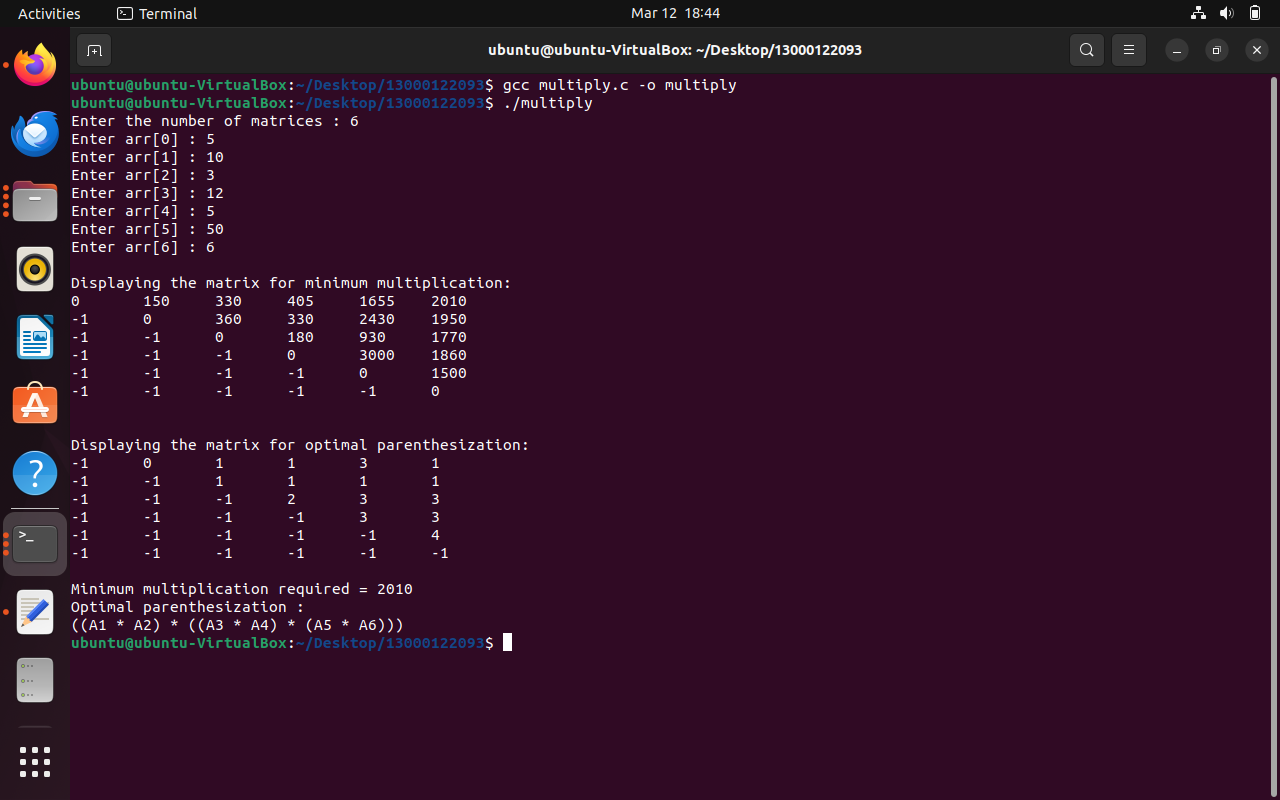 Activities
Terminal
Mar 12 18:44
ubuntu@ubuntu-VirtualBox: ~/Desktop/13000122093
ubuntu@ubuntu-VirtualBox:~/Desktop/13000122093$ gcc multiply.c -o multiply
ubuntu@ubuntu-VirtualBox:~/Desktop/13000122093$ ./multiply
Enter the number of matrices : 6
Enter arr[0] : 5
Enter arr[1] : 10
Enter arr[2] : 3
Enter arr[3] : 12
Enter arr[4] : 5
Enter arr[5] : 50
Enter arr[6] : 6
Displaying the matrix for minimum multiplication:
0 150 330 405 1655 2010
-1 0 360 330 2430 1950
-1 -1 0 180 930 1770
-1 -1 -1 0 3000 1860
-1 -1 -1 -1 0 1500
-1 -1 -1 -1 -1 0
Displaying the matrix for optimal parenthesization:
-1 0 1 1 3 1
-1 -1 1 1 1 1
-1 -1 -1 2 3 3
-1 -1 -1 -1 3 3
-1 -1 -1 -1 -1 4
-1 -1 -1 -1 -1 -1
Minimum multiplication required = 2010
Optimal parenthesization :
((A1 * A2) * ((A3 * A4) * (A5 * A6)))
ubuntu@ubuntu-VirtualBox:~/Desktop/13000122093$